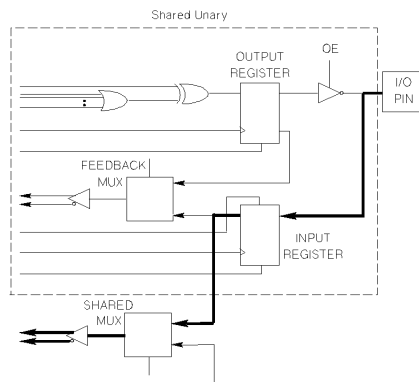 Shared Unary
OE
OUTPUT
REGISTER
I/O
PIN
FEEDBACK
MUX
INPUT
REGISTER
SHARED
MUX